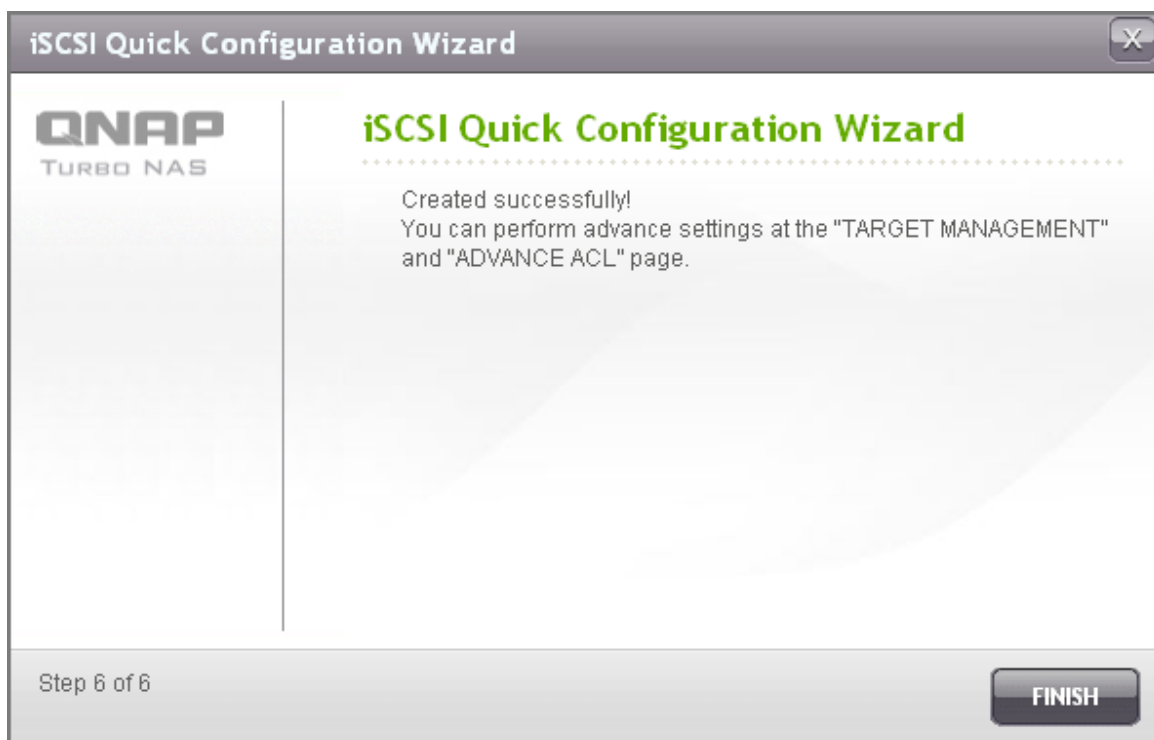 iSCSI Quick Configuration Wizard
X
QNAP
TURBO NAS
iSCSI Quick Configuration Wizard
Created successfully!
You can perform advance settings at the "TARGET MANAGEMENT"
and "ADVANCE ACL" page.
Step 6 of 6
FINISH